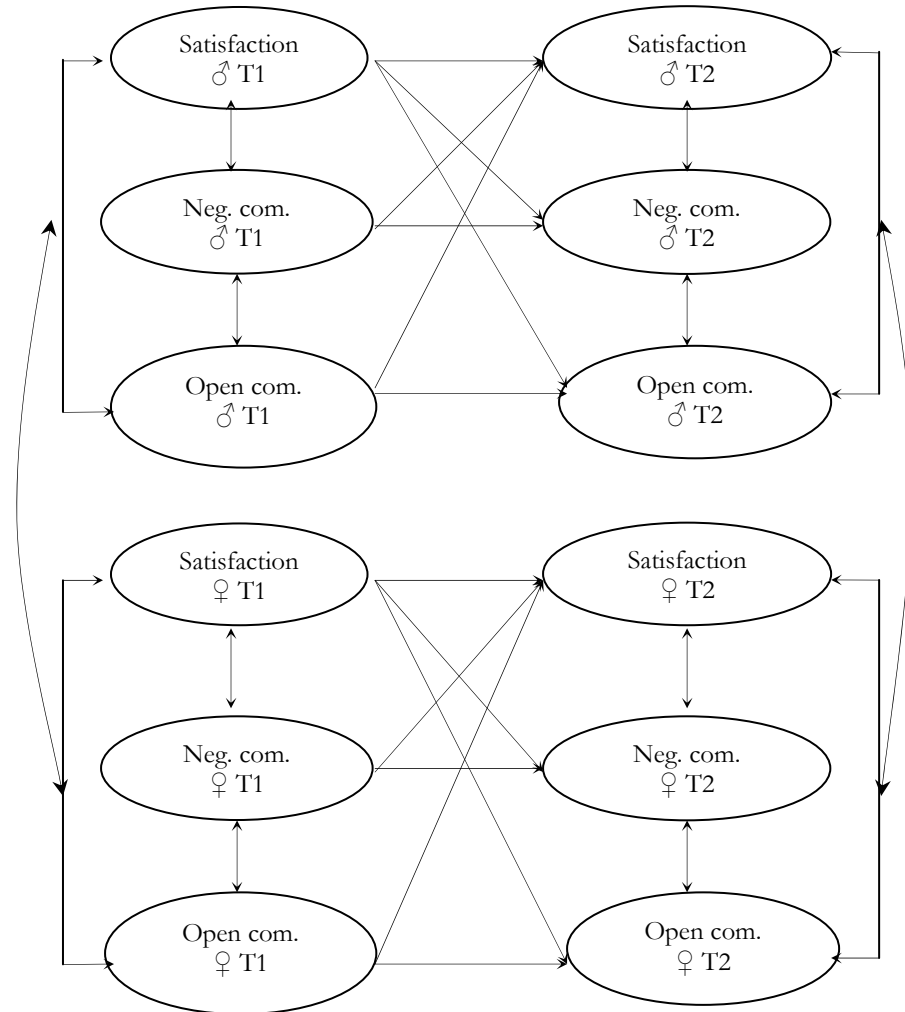 Satisfaction
♂ T1
Satisfaction
♂ T2
Neg. com.
♂ T1
Neg. com.
♂ T2
Open com.
♂ T1
Open com.
♂ T2
Satisfaction
♀ T1
Satisfaction
♀ T2
Neg. com.
♀ T1
Neg. com.
♀ T2
Open com.
♀ T1
Open com.
♀ T2